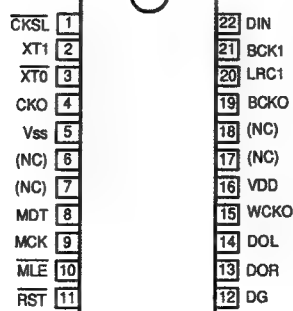 CKSL 1 22 DIN
XT1 2 21 BCK1
XT0 3 20 LRC1
CKO 4 19 BCKO
Vss 5 18 (NC)
(NC) 6 17 (NC)
(NC) 7 16 VDD
MDT 8 15 WCKO
MCK 9 14 DOL
MLE 10 13 DOR
RST 11 12 DG